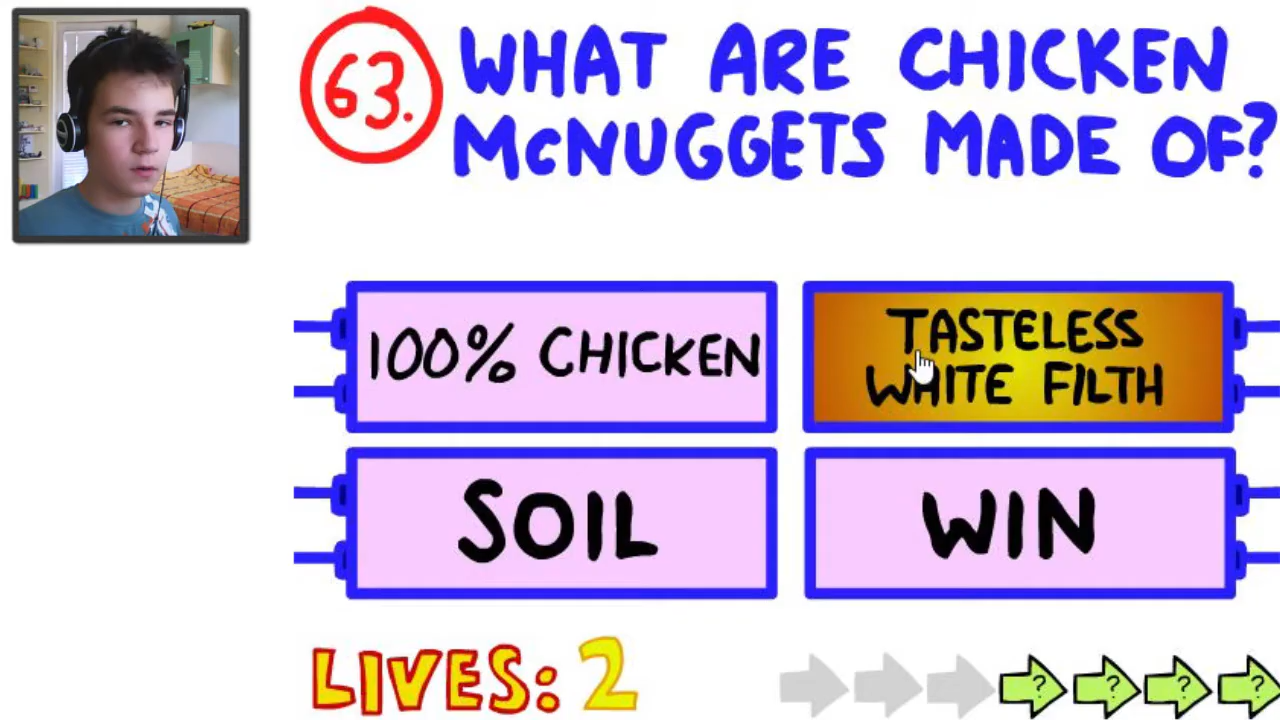 63.
WHAT ARE CHICKEN
McNUGGETS MADE OF?
100% CHICKEN
TASTELESS
WHITE FILTH
SOIL
WIN
LIVES: 2
? ? ? ?